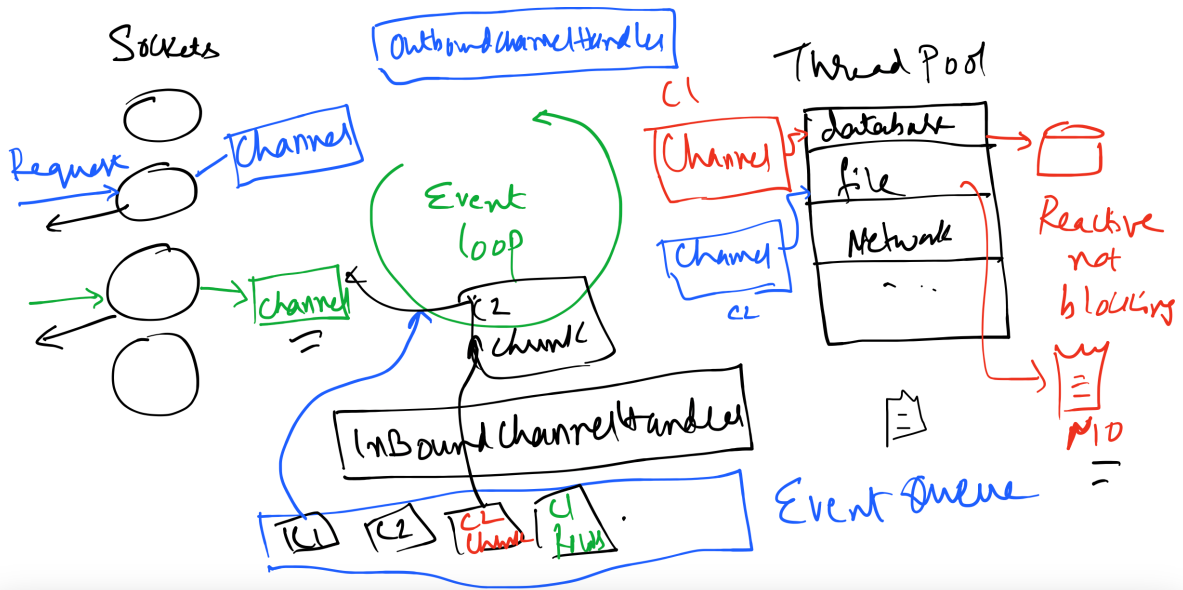 Sockets
OutboundChannelHandler
Thread Pool
C1
Request
Channel
Channel
database
file
Network
Event
loop
Channel
C2
Reactive
not
blocking
Channel
C2
Chunk
NIO
InBoundChannelHandler
Event Queue
C1
C2
C2
Chunk
C1